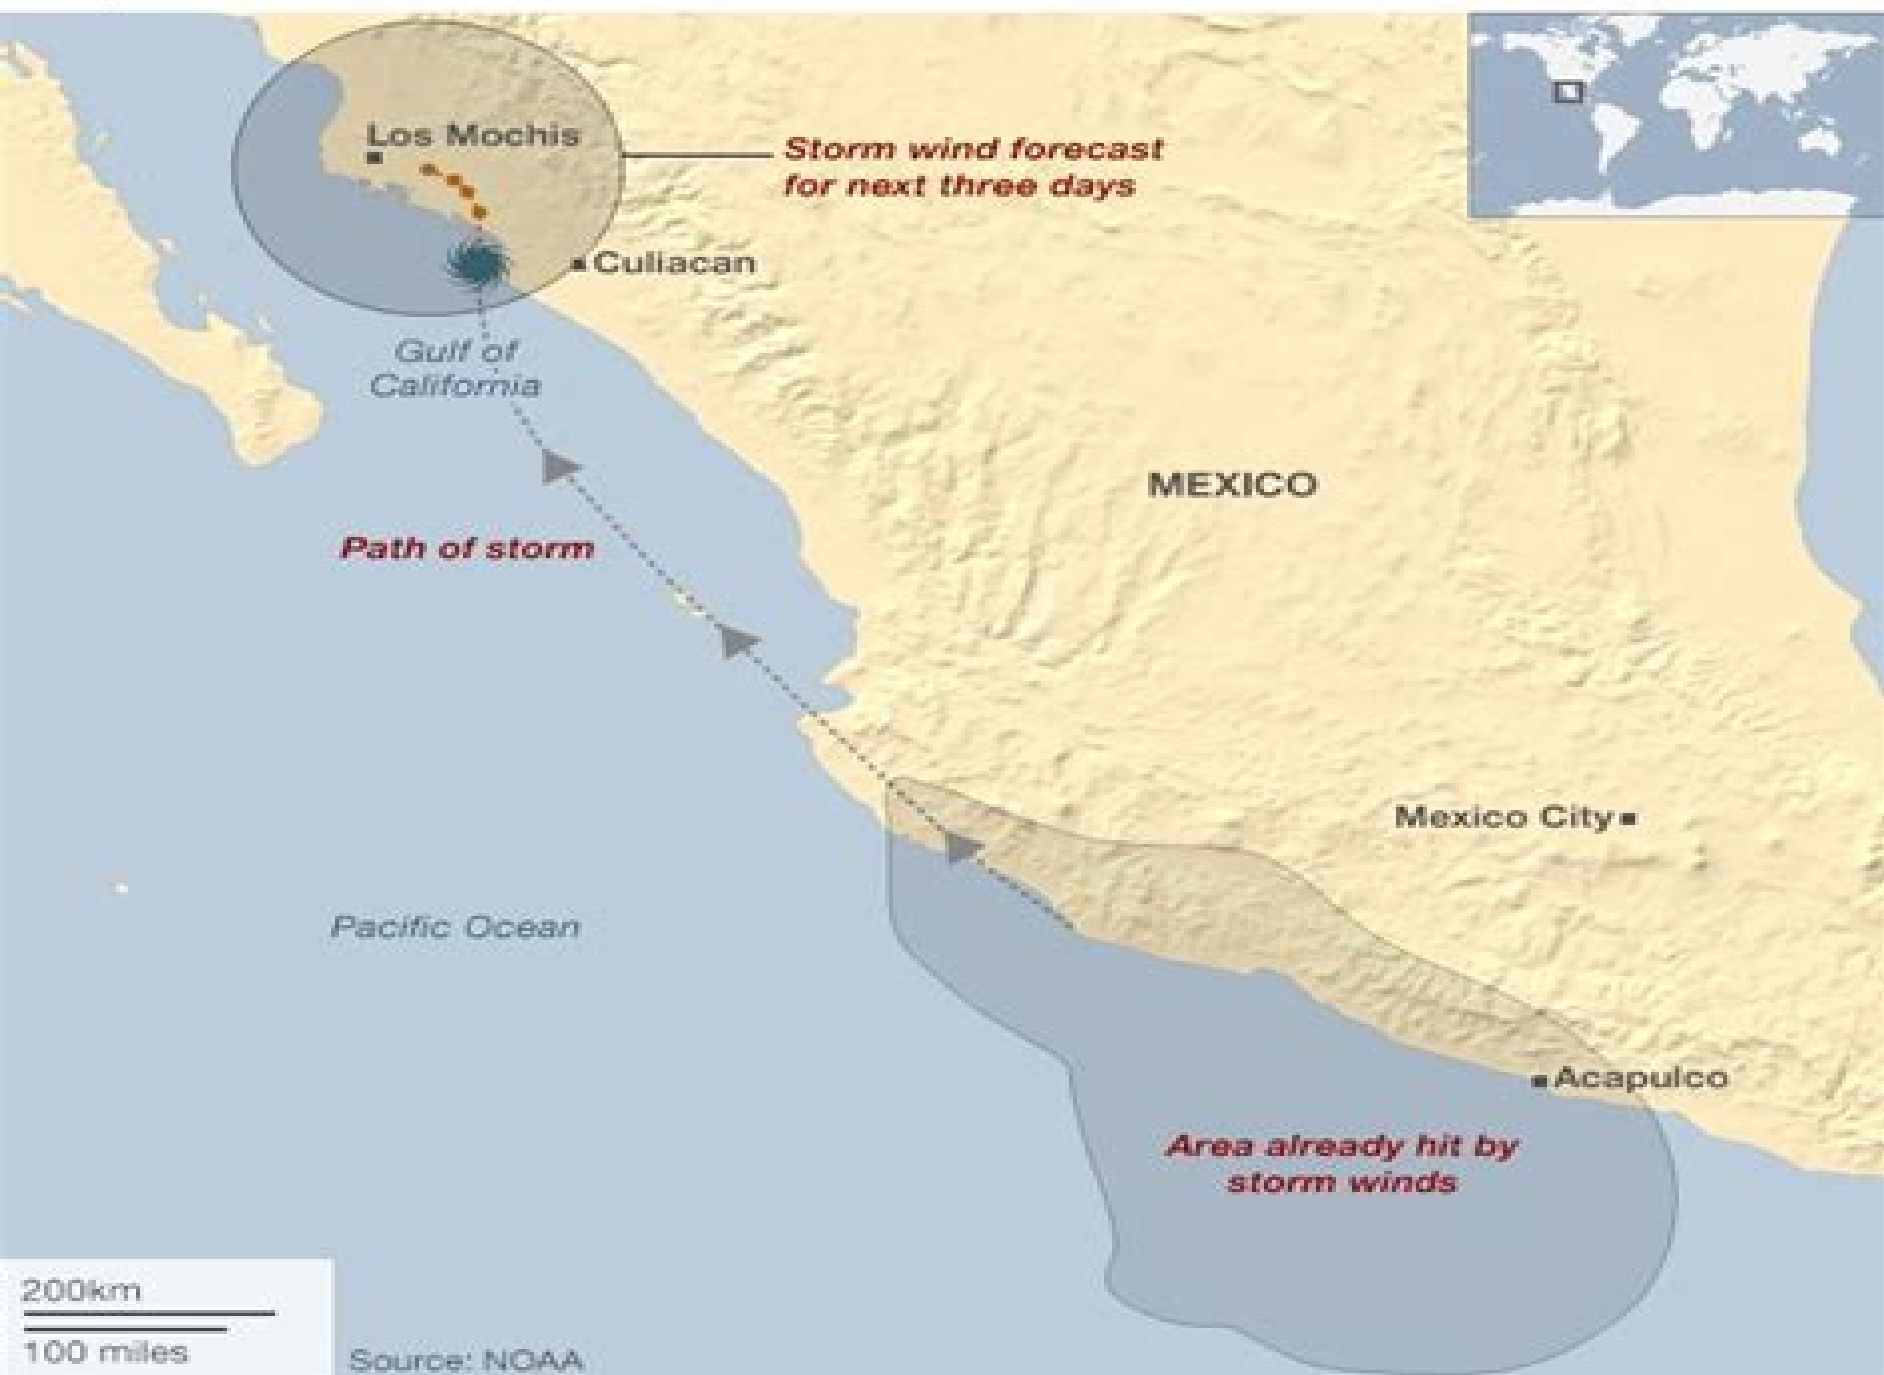 Los Mochis
Storm wind forecast
for next three days
Culiacan
Gulf of
California
MEXICO
Path of storm
Mexico City
Pacific Ocean
Acapulco
Area already hit by
storm winds
200km
100 miles
Source: NOAA